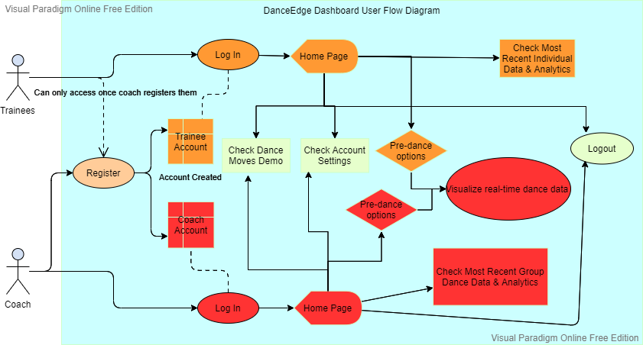 Visual Paradigm Online Free Edition
DanceEdge Dashboard User Flow Diagram
Log In
Home Page
Check Most
Recent Individual
Data & Analytics
Trainees
Can only access once coach registers them
Trainee
Account
Check Dance
Moves Demo
Check Account
Settings
Pre-dance
options
Logout
Register
Account Created
Visualize real-time dance data
Pre-dance
options
Coach
Account
Check Most Recent Group
Dance Data & Analytics
Coach
Log In
Home Page
Visual Paradigm Online Free Edition